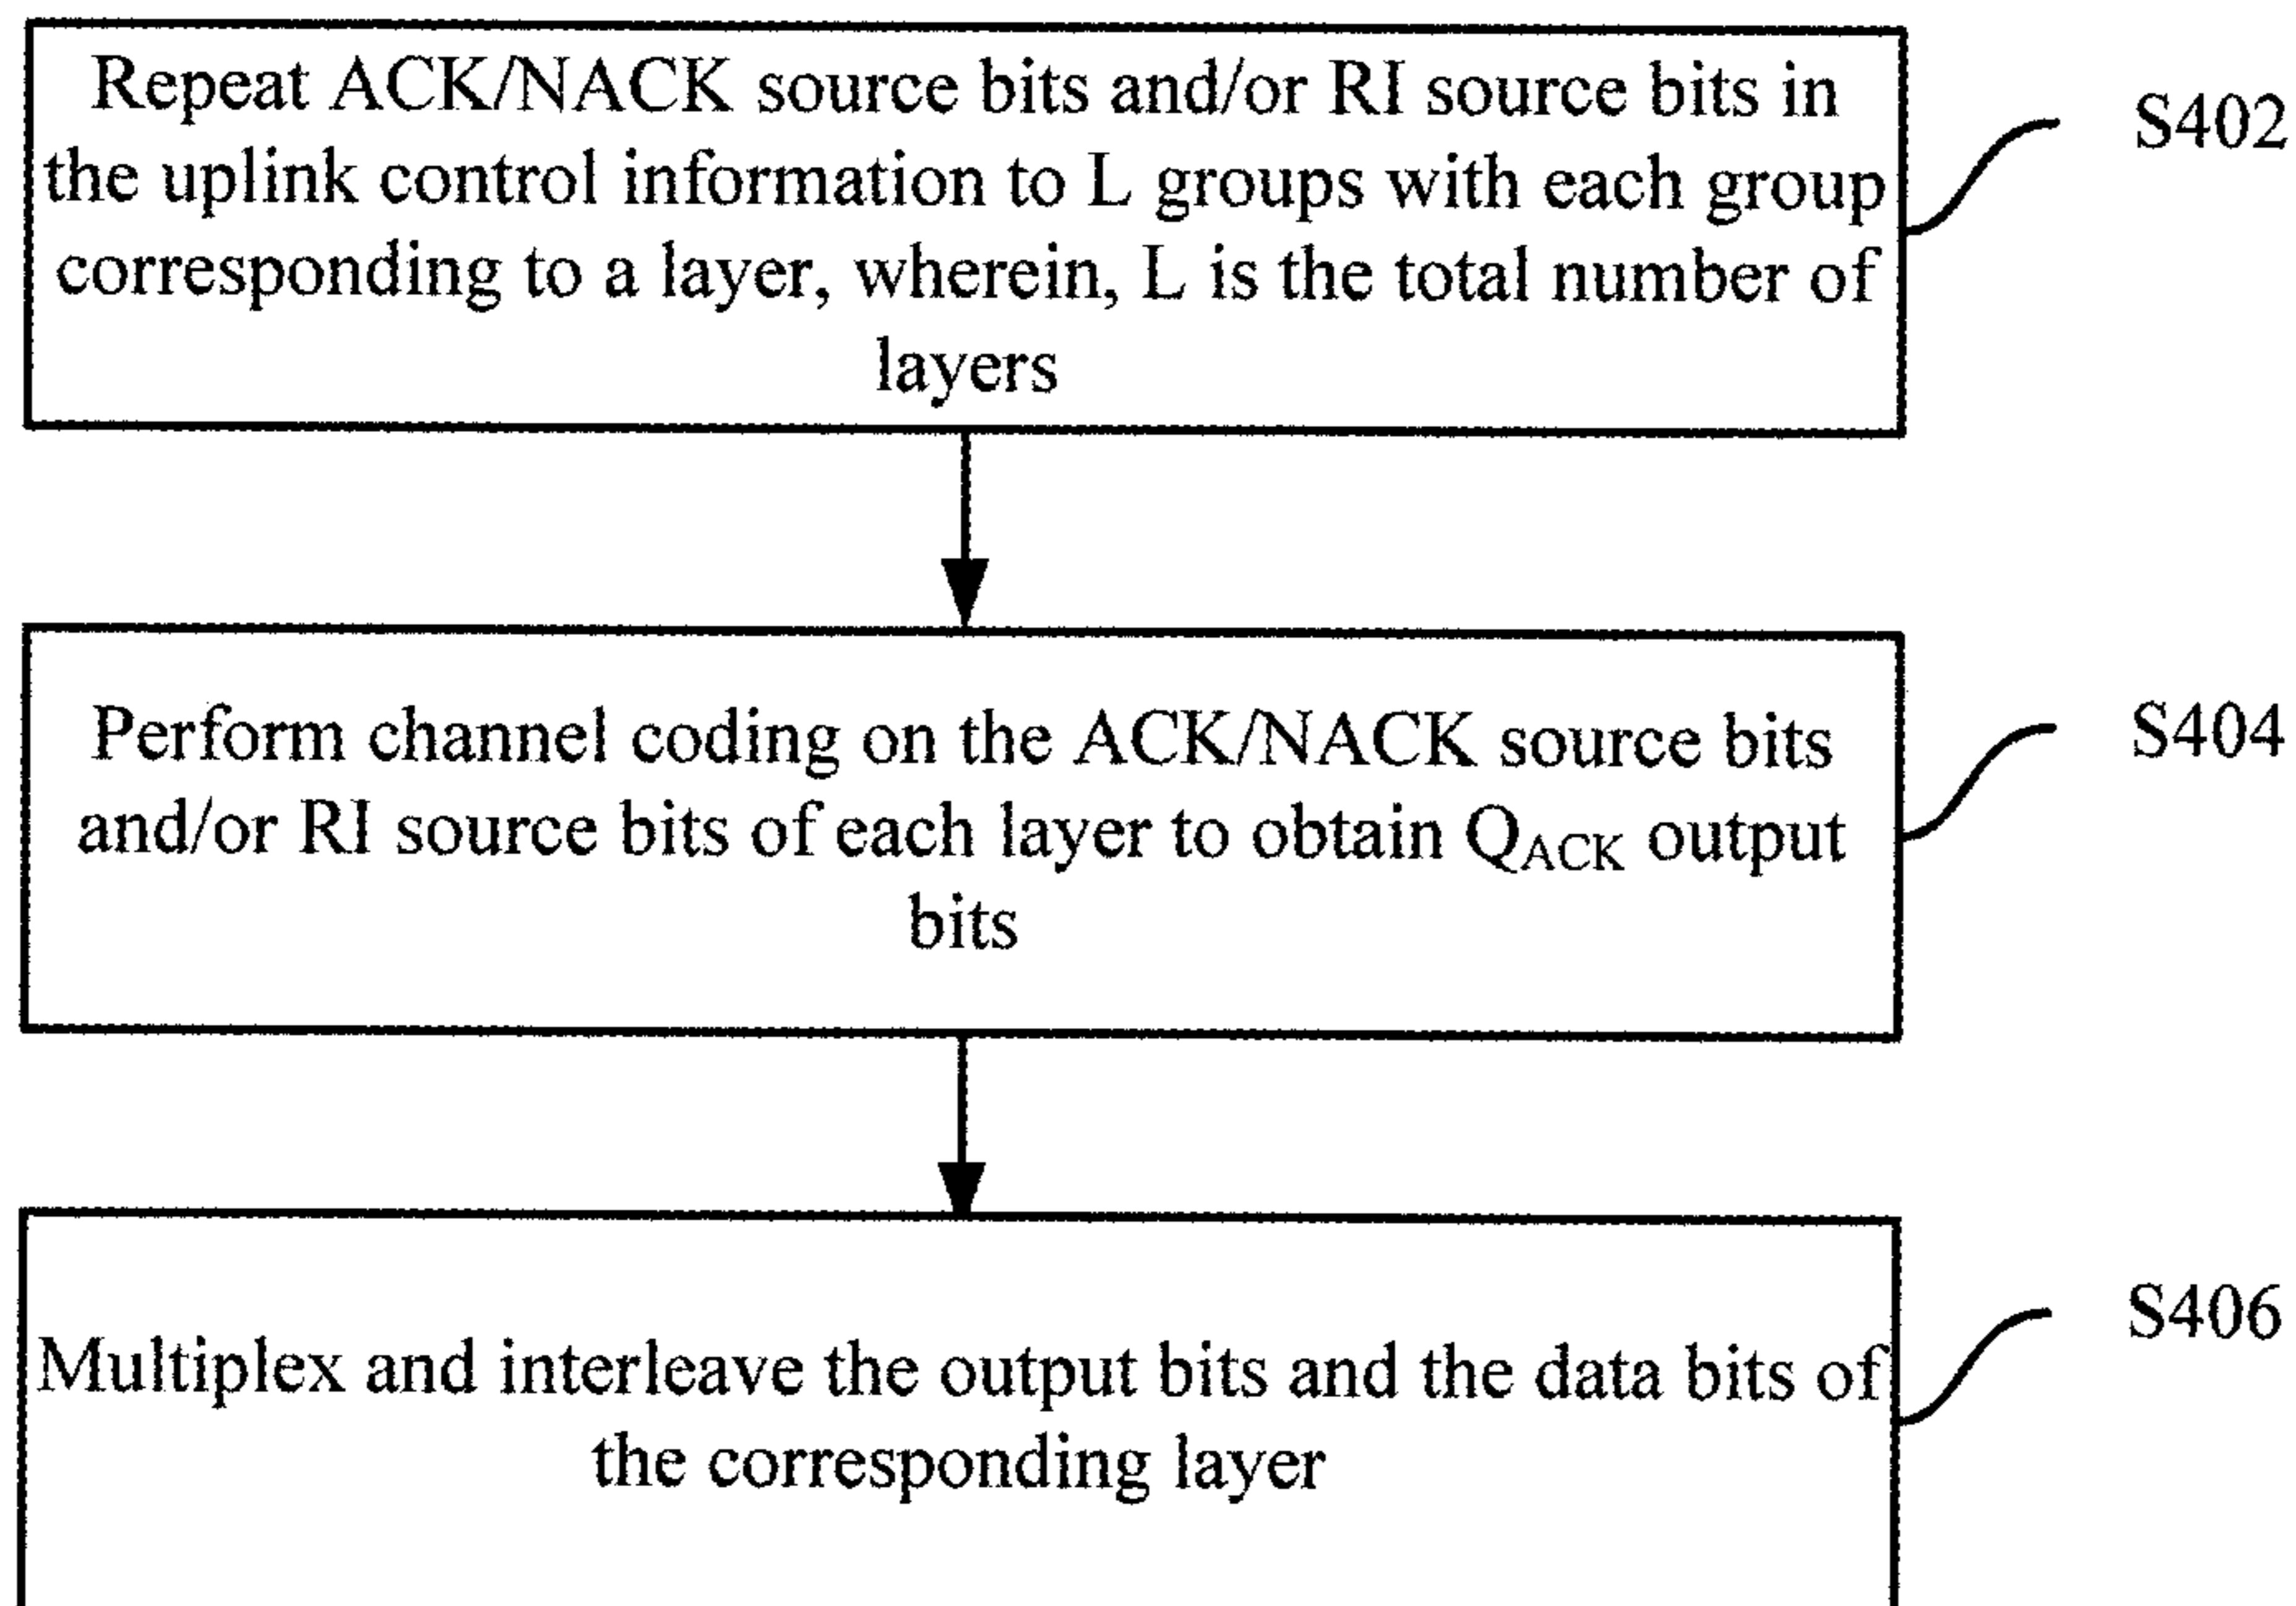 Repeat ACK/NACK source bits and/or RI source bits in
the uplink control information to L groups with each group
corresponding to a layer, wherein, L is the total number of
layers
S402
Perform channel coding on the ACK/NACK source bits
and/or RI source bits of each layer to obtain QACK output
bits
S404
Multiplex and interleave the output bits and the data bits of
the corresponding layer
S406